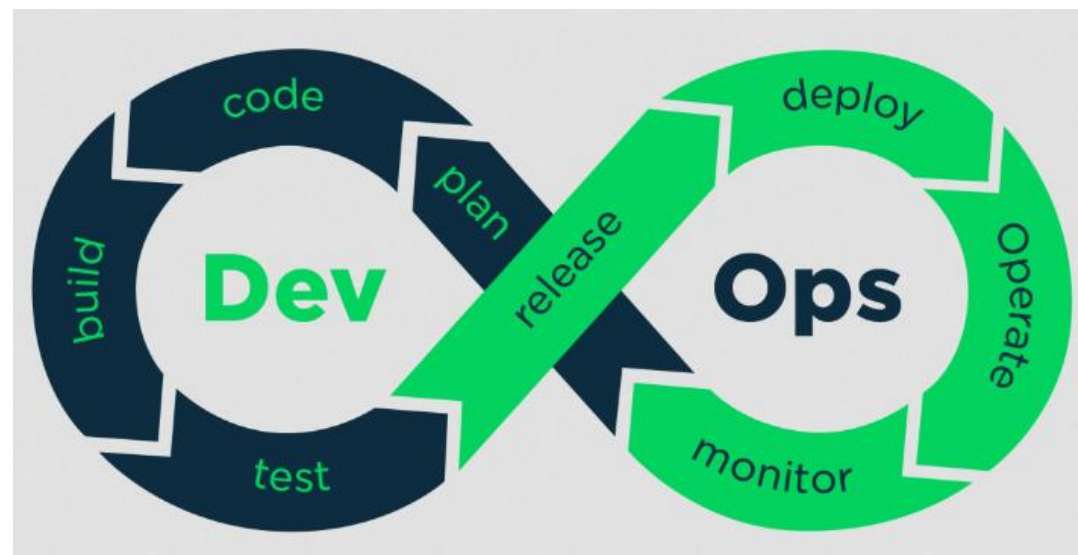 code
deploy
plan
release
build
Dev
Ops
Operate
test
monitor